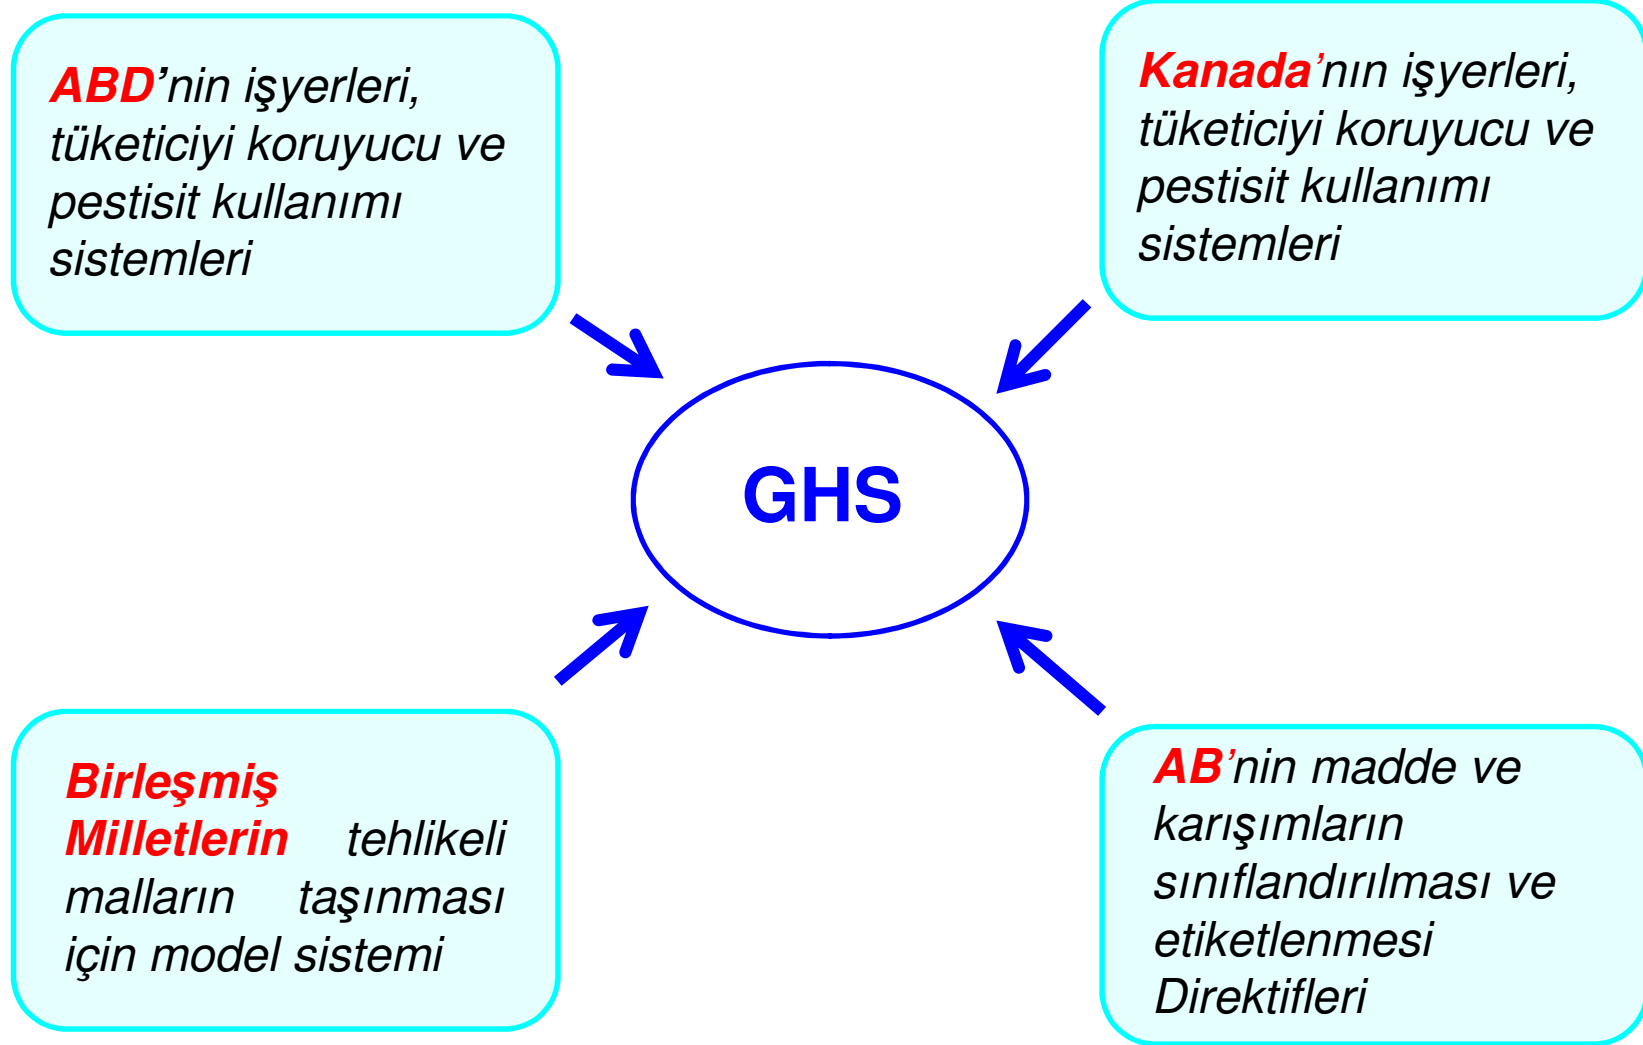 ABD’nin işyerleri,
tüketiciyi koruyucu ve
pestisit kullanımı
sistemleri
Kanada’nın işyerleri,
tüketiciyi koruyucu ve
pestisit kullanımı
sistemleri
GHS
Birleşmiş
Milletlerin tehlikeli
malların taşınması
için model sistemi
AB’nin madde ve
karışımların
sınıflandırılması ve
etiketlenmesi
Direktifleri